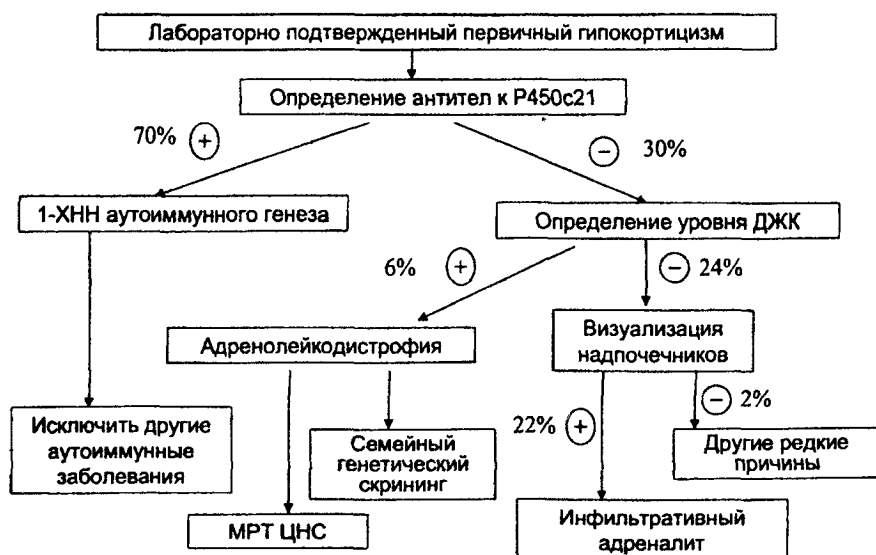 Лабораторно подтвержденный первичный гипокортицизм
Определение антител к P450c21
70% +
− 30%
1-ХНН аутоиммунного генеза
Определение уровня ДЖК
6% +
− 24%
Адренолейкодистрофия
Визуализация
надпочечников
Исключить другие
аутоиммунные
заболевания
Семейный
генетический
скрининг
22% +
− 2%
Другие редкие
причины
МРТ ЦНС
Инфильтративный
адреналит